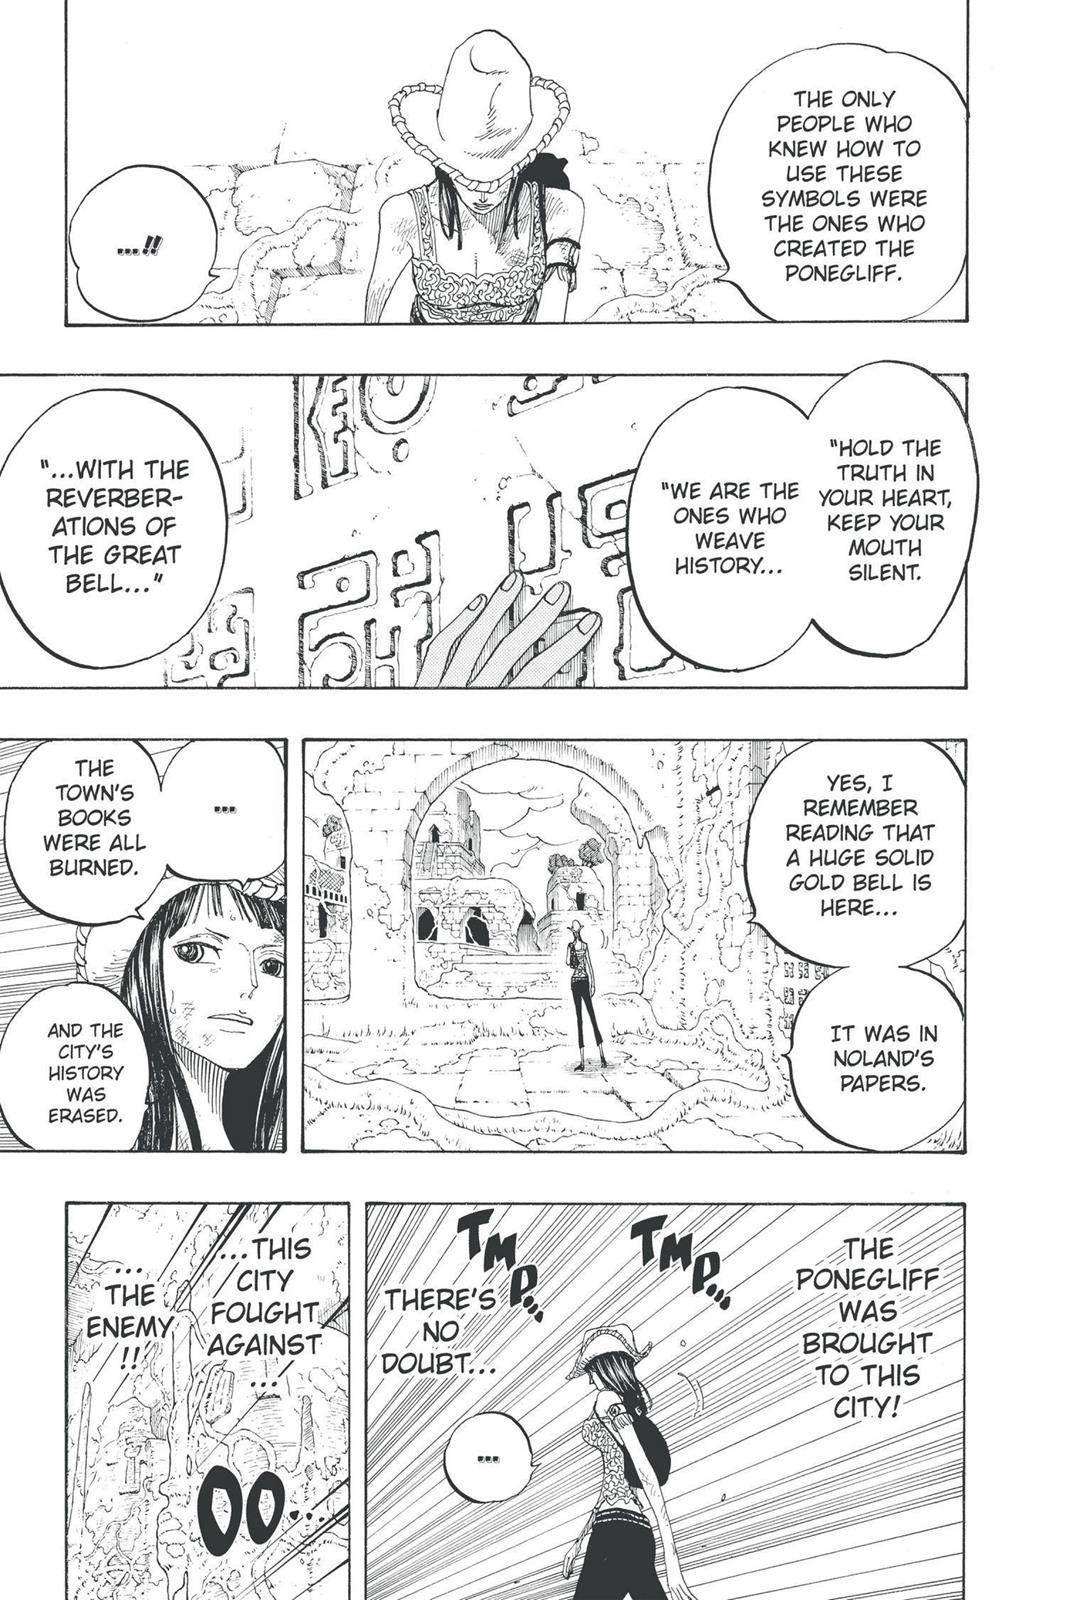 THE ONLY
PEOPLE WHO
KNEW HOW TO
USE THESE
SYMBOLS WERE
THE ONES WHO
CREATED THE
PONEGLIFF.
...!!
"HOLD THE
TRUTH IN
YOUR HEART,
KEEP YOUR
MOUTH
SILENT.
"WE ARE THE
ONES WHO
WEAVE
HISTORY...
"...WITH THE
REVERBER-
ATIONS OF
THE GREAT
BELL..."
YES, I
REMEMBER
READING THAT
A HUGE SOLID
GOLD BELL IS
HERE...
IT WAS IN
NOLAND'S
PAPERS.
...
THE
TOWN'S
BOOKS
WERE ALL
BURNED.
AND THE
CITY'S
HISTORY
WAS
ERASED.
THE
PONEGLIFF
WAS
BROUGHT
TO THIS
CITY!
TMP...
TMP...
THERE'S
NO
DOUBT...
...
...THIS
CITY
FOUGHT
AGAINST
...
...
THE
ENEMY
!!
OO...